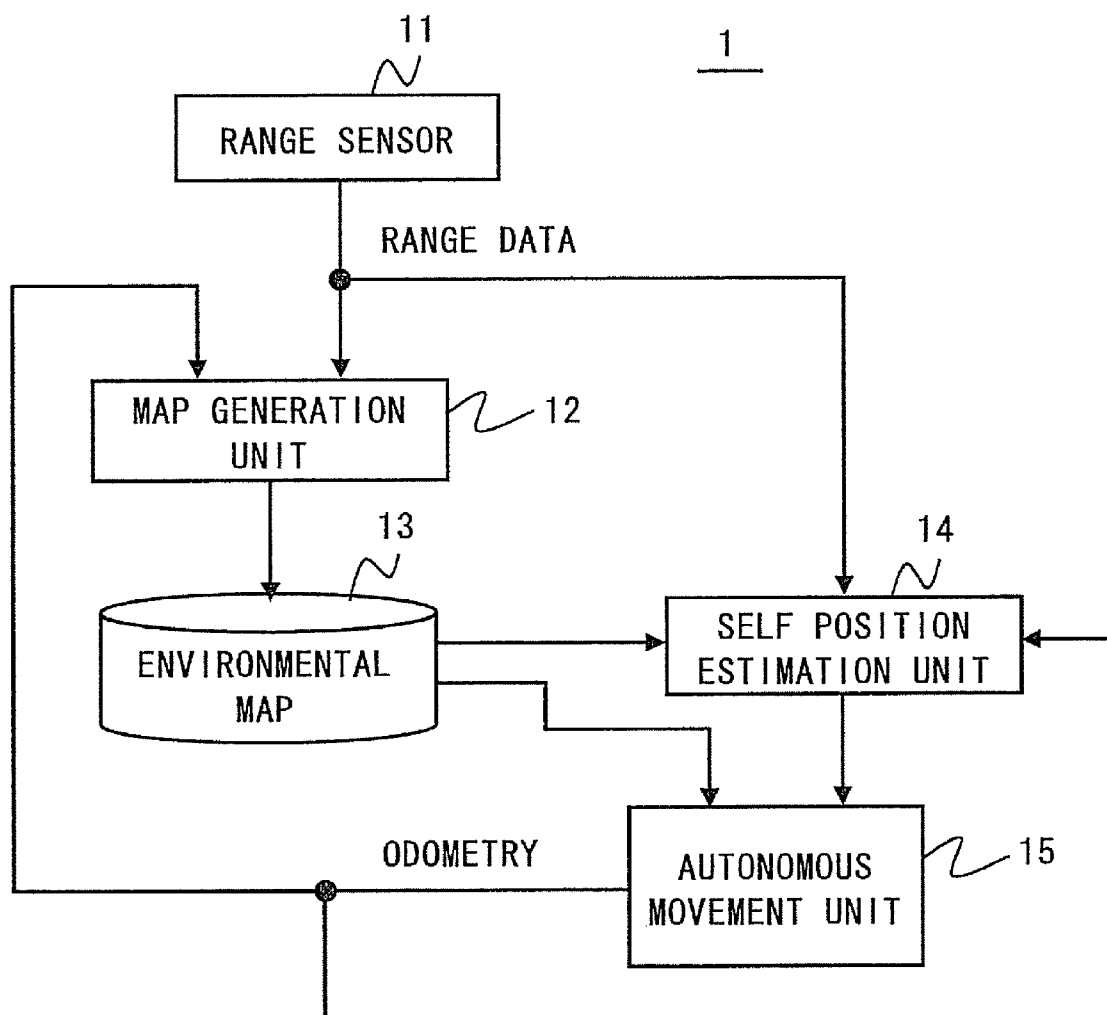 11
1
RANGE SENSOR
RANGE DATA
MAP GENERATION
UNIT
12
13
14
ENVIRONMENTAL
MAP
SELF POSITION
ESTIMATION UNIT
ODOMETRY
AUTONOMOUS
MOVEMENT UNIT
15